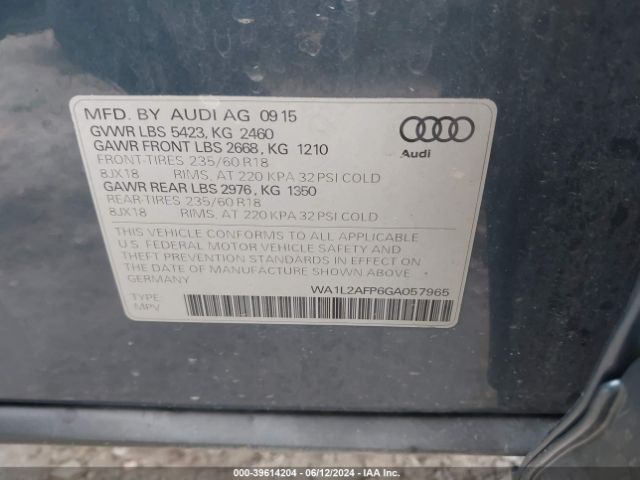 MFD. BY AUDI AG 09 15
GVWR LBS 5423, KG 2460
GAWR FRONT LBS 2668, KG 1210
FRONT-TIRES 235/60 R18
8JX18 RIMS, AT 220 KPA 32 PSI COLD
GAWR REAR LBS 2976, KG 1350
REAR-TIRES 235/60 R18
8JX18 RIMS, AT 220 KPA 32 PSI COLD
Audi
THIS VEHICLE CONFORMS TO ALL APPLICABLE
U.S. FEDERAL MOTOR VEHICLE SAFETY AND
THEFT PREVENTION STANDARDS IN EFFECT ON
THE DATE OF MANUFACTURE SHOWN ABOVE
GERMANY
WA1L2AFP6GA057965
TYPE
MPV
000-39614204 - 06/12/2024 - IAA Inc.